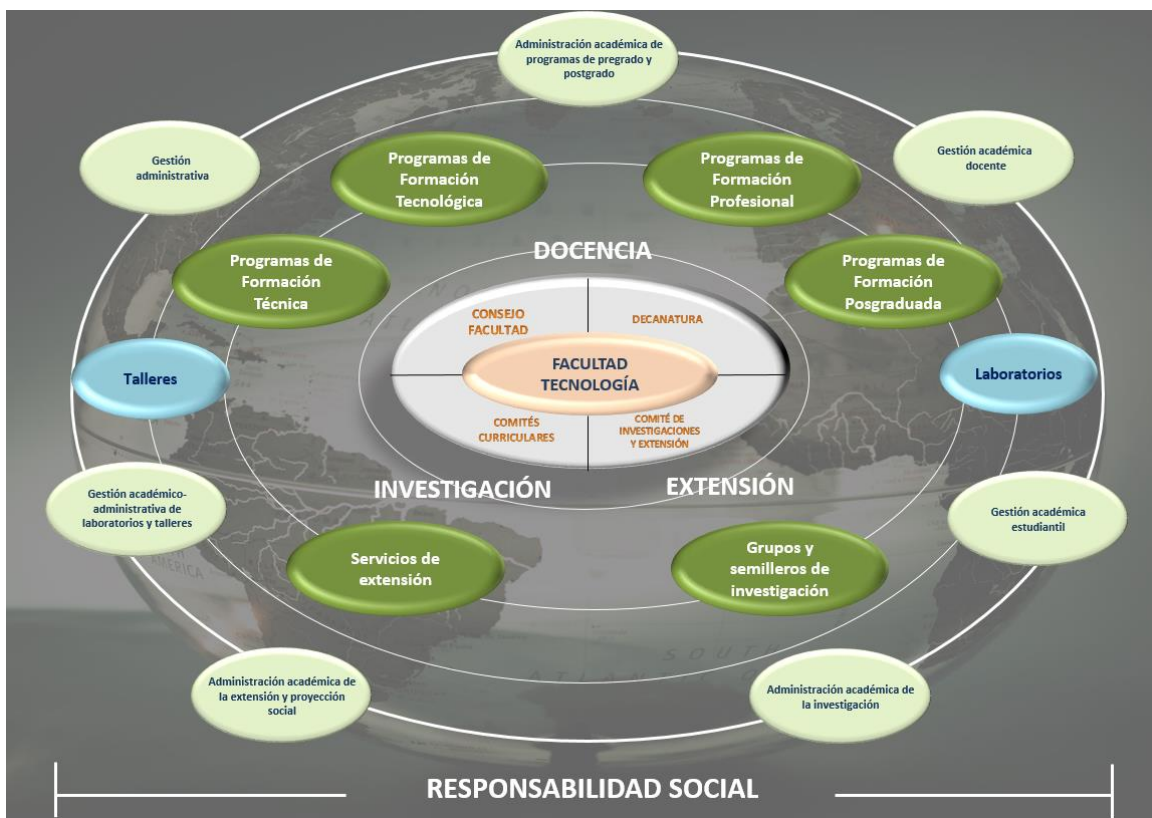 Administración académica de
programas de pregrado y
postgrado
Gestión
administrativa
Gestión académica
docente
Programas de
Formación
Tecnológica
Programas de
Formación
Profesional
Programas de
Formación
Técnica
Programas de
Formación
Posgraduada
DOCENCIA
CONSEJO
FACULTAD
DECANATURA
FACULTAD
TECNOLOGÍA
COMITÉS
CURRICULARES
COMITÉ DE
INVESTIGACIONES
Y EXTENSIÓN
Talleres
Laboratorios
INVESTIGACIÓN
EXTENSIÓN
Gestión académico-
administrativa de
laboratorios y talleres
Gestión académica
estudiantil
Servicios de
extensión
Grupos y
semilleros de
investigación
AMERICA
SOUTH
Administración académica de
la extensión y proyección
social
Administración académica de
la investigación
RESPONSABILIDAD SOCIAL